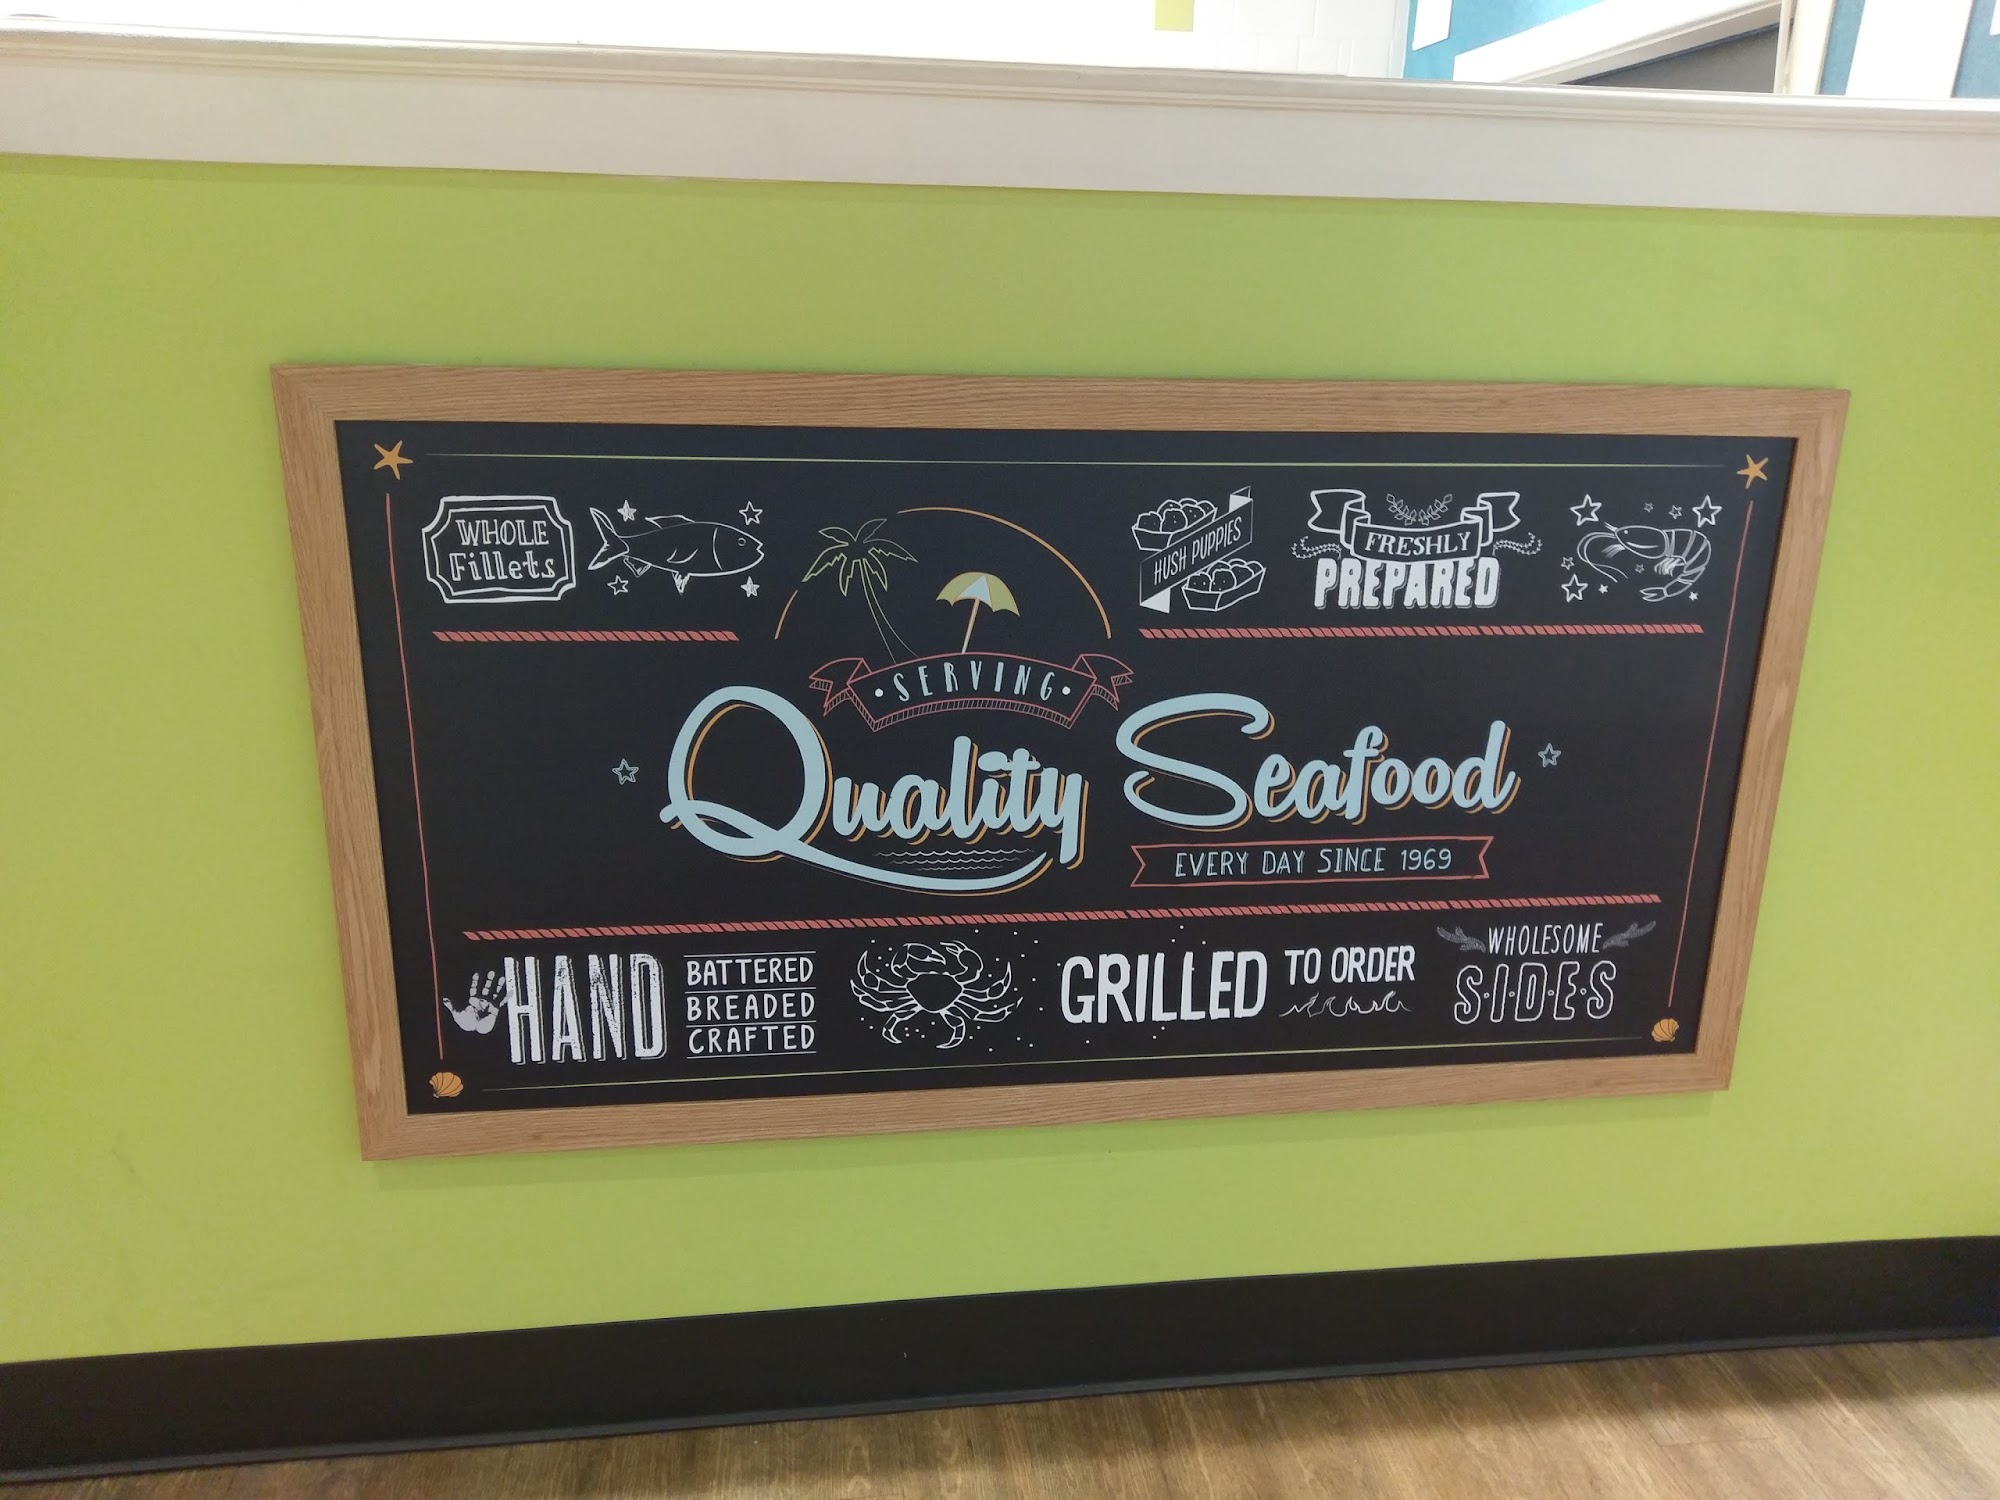 WHOLE
Fillets
HUSH PUPPIES
FRESHLY
PREPARED
SERVING
Quality Seafood
EVERY DAY SINCE 1969
HAND
BATTERED
BREADED
CRAFTED
GRILLED TO ORDER
WHOLESOME
SIDES